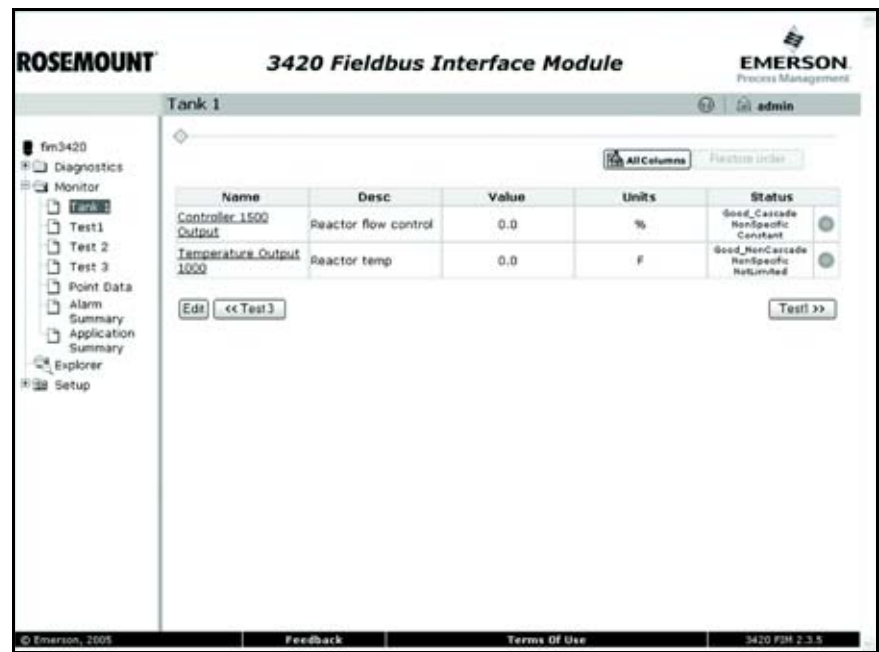 ROSEMOUNT
3420 Fieldbus Interface Module
EMERSON
Process Management
Tank 1
admin
fim3420
Diagnostics
Monitor
Tank 1
Test1
Test 2
Test 3
Point Data
Alarm
Summary
Application
Summary
Explorer
Setup
All Columns
Restore order
Name Desc Value Units Status
Controller 1500
Output
Reactor flow control
0.0
%
Good_Cascade
NonSpecific
Constant
Temperature Output
1000
Reactor temp
0.0
F
Good_NonCascade
NonSpecific
NotLimited
Edit
<< Test 3
Test1 >>
© Emerson, 2005
Feedback
Terms Of Use
3420 FIM 2.3.5